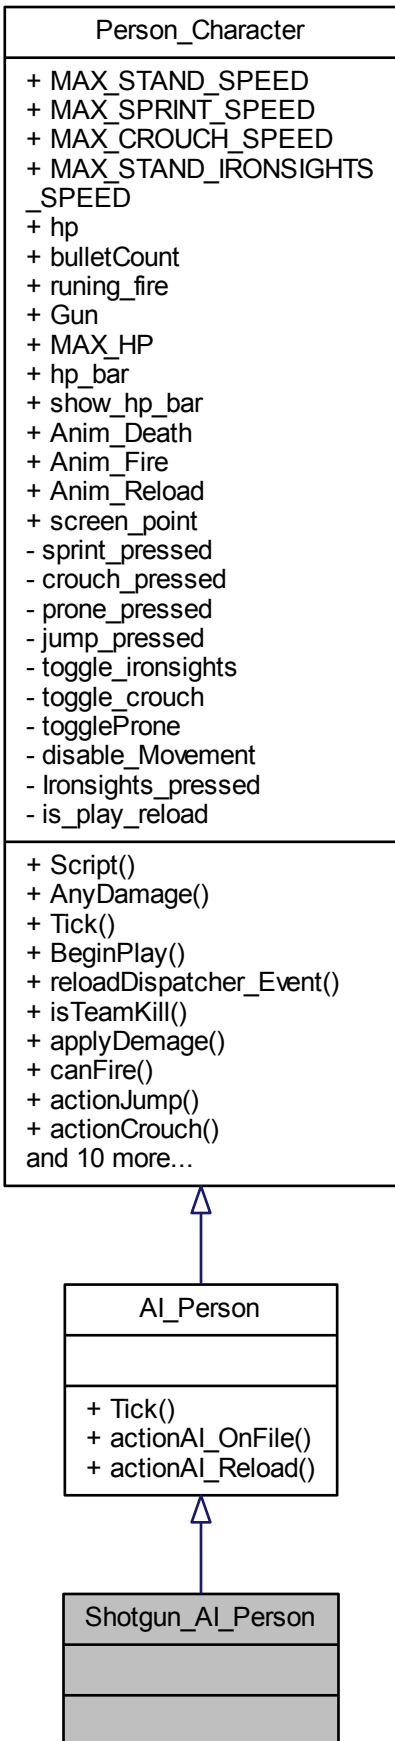 Person_Character
+ MAX_STAND_SPEED
+ MAX_SPRINT_SPEED
+ MAX_CROUCH_SPEED
+ MAX_STAND_IRONSIGHTS
_SPEED
+ hp
+ bulletCount
+ runing_fire
+ Gun
+ MAX_HP
+ hp_bar
+ show_hp_bar
+ Anim_Death
+ Anim_Fire
+ Anim_Reload
+ screen_point
- sprint_pressed
- crouch_pressed
- prone_pressed
- jump_pressed
- toggle_ironsights
- toggle_crouch
- toggleProne
- disable_Movement
- Ironsights_pressed
- is_play_reload
+ Script()
+ AnyDamage()
+ Tick()
+ BeginPlay()
+ reloadDispatcher_Event()
+ isTeamKill()
+ applyDemage()
+ canFire()
+ actionJump()
+ actionCrouch()
and 10 more...
AI_Person
+ Tick()
+ actionAI_OnFile()
+ actionAI_Reload()
Shotgun_AI_Person